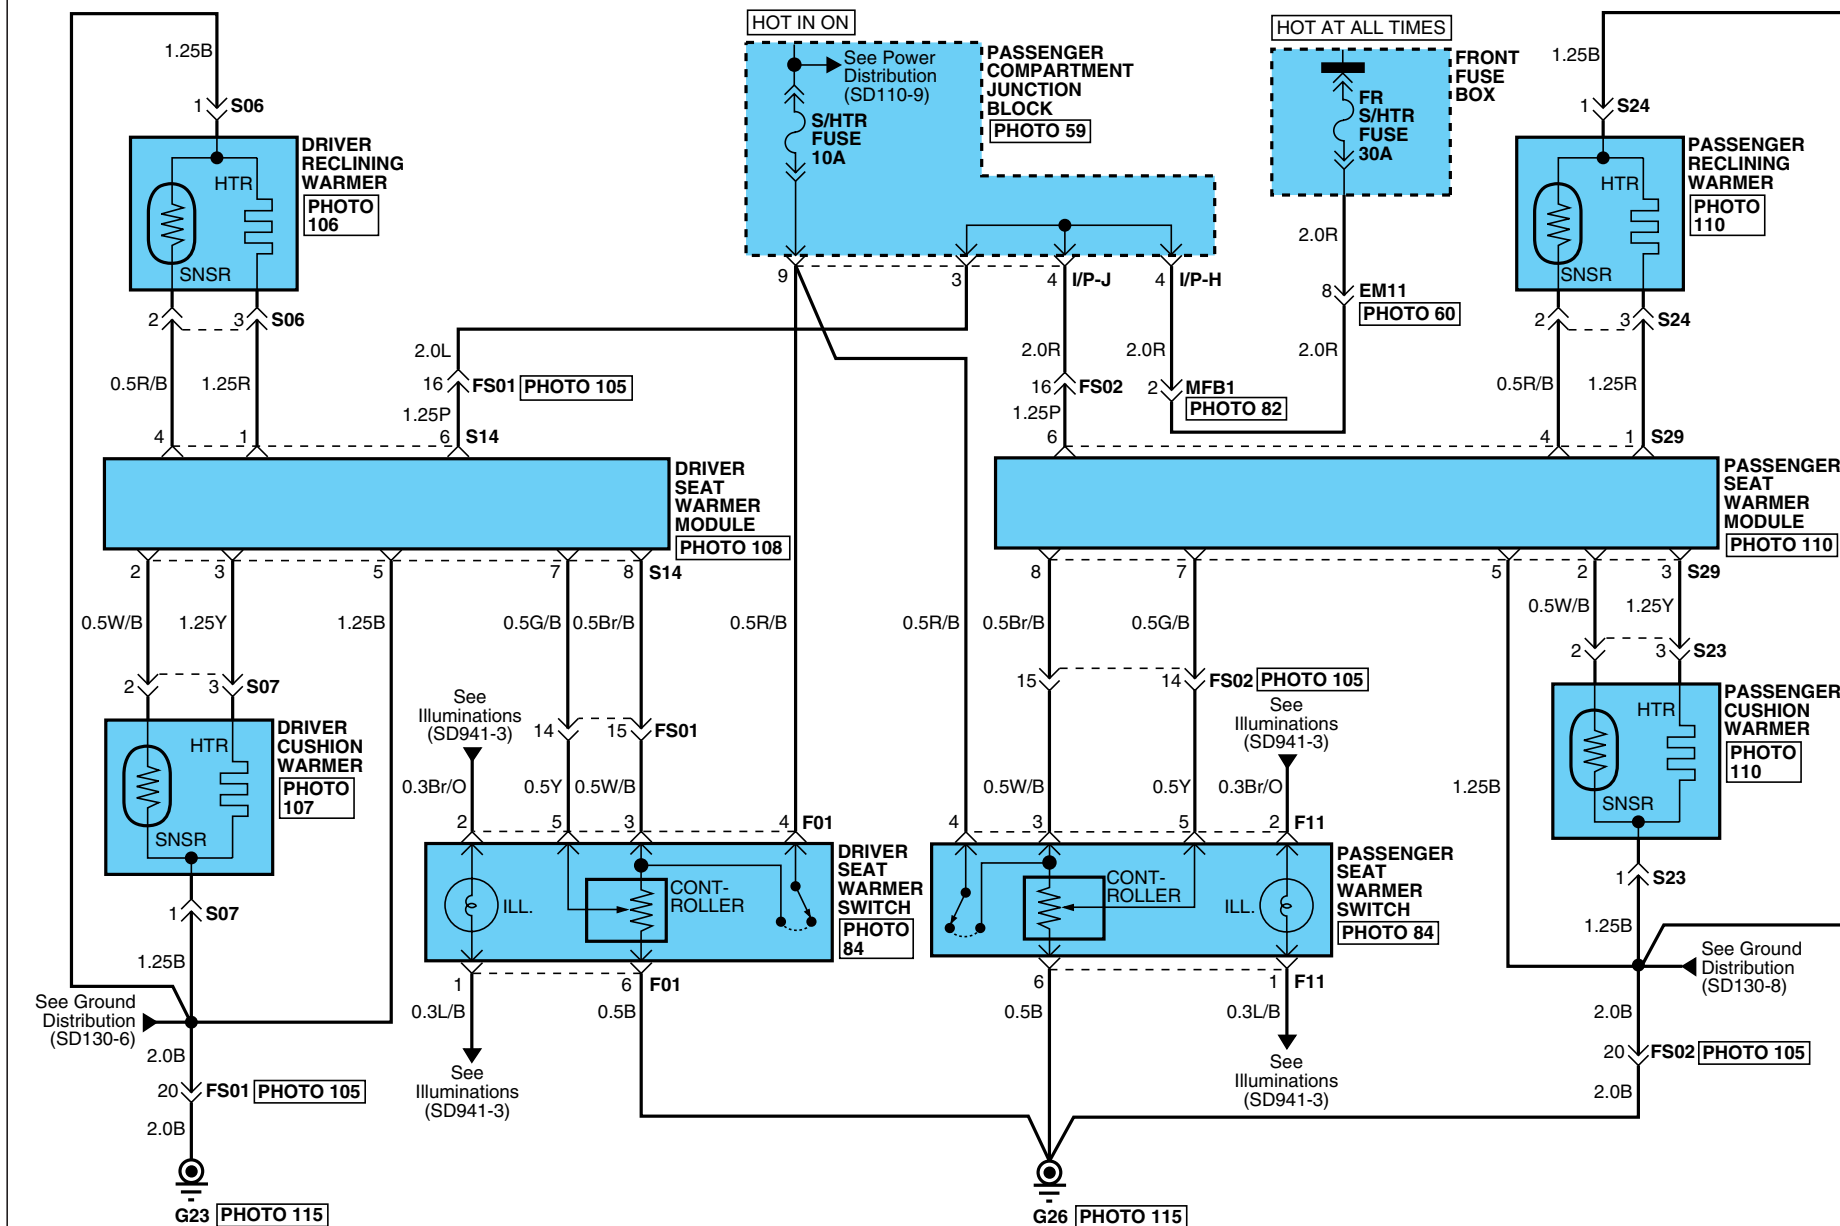 HOT IN ON
HOT AT ALL TIMES
1.25B
1
S06
DRIVER
RECLINING
WARMER
PHOTO
106
HTR
SNSR
2
3
S06
0.5R/B
1.25R
4
1
6
S14
See Power
Distribution
(SD110-9)
S/HTR
FUSE
10A
PASSENGER
COMPARTMENT
JUNCTION
BLOCK
PHOTO 59
FR
S/HTR
FUSE
30A
FRONT
FUSE
BOX
9
3
4
I/P-J
4
I/P-H
2.0R
8
EM11
PHOTO 60
2.0R
2.0L
16
FS01
PHOTO 105
1.25P
2.0R
16
FS02
1.25P
2.0R
2
MFB1
PHOTO 82
1.25B
1
S24
PASSENGER
RECLINING
WARMER
PHOTO
110
HTR
SNSR
2
3
S24
0.5R/B
1.25R
6
4
1
S29
DRIVER
SEAT
WARMER
MODULE
PHOTO 108
PASSENGER
SEAT
WARMER
MODULE
PHOTO 110
2
3
5
7
8
S14
0.5W/B
1.25Y
1.25B
0.5G/B
0.5Br/B
0.5R/B
0.5R/B
8
7
5
2
3
S29
0.5Br/B
0.5G/B
0.5W/B
1.25Y
2
3
S07
DRIVER
CUSHION
WARMER
PHOTO
107
HTR
SNSR
1
S07
1.25B
See Ground
Distribution
(SD130-6)
2.0B
20
FS01
PHOTO 105
2.0B
G23
PHOTO 115
See
Illuminations
(SD941-3)
14
15
FS01
0.3Br/O
0.5Y
0.5W/B
2
5
3
4
F01
ILL.
CONT-
ROLLER
DRIVER
SEAT
WARMER
SWITCH
PHOTO
84
1
6
F01
0.3L/B
0.5B
See
Illuminations
(SD941-3)
15
14
FS02
PHOTO 105
See
Illuminations
(SD941-3)
0.5W/B
0.5Y
0.3Br/O
4
3
5
2
F11
CONT-
ROLLER
ILL.
PASSENGER
SEAT
WARMER
SWITCH
PHOTO 84
6
1
F11
0.5B
0.3L/B
See
Illuminations
(SD941-3)
G26
PHOTO 115
2
3
S23
PASSENGER
CUSHION
WARMER
PHOTO
110
HTR
SNSR
1.25B
1
S23
1.25B
See Ground
Distribution
(SD130-8)
2.0B
20
FS02
PHOTO 105
2.0B